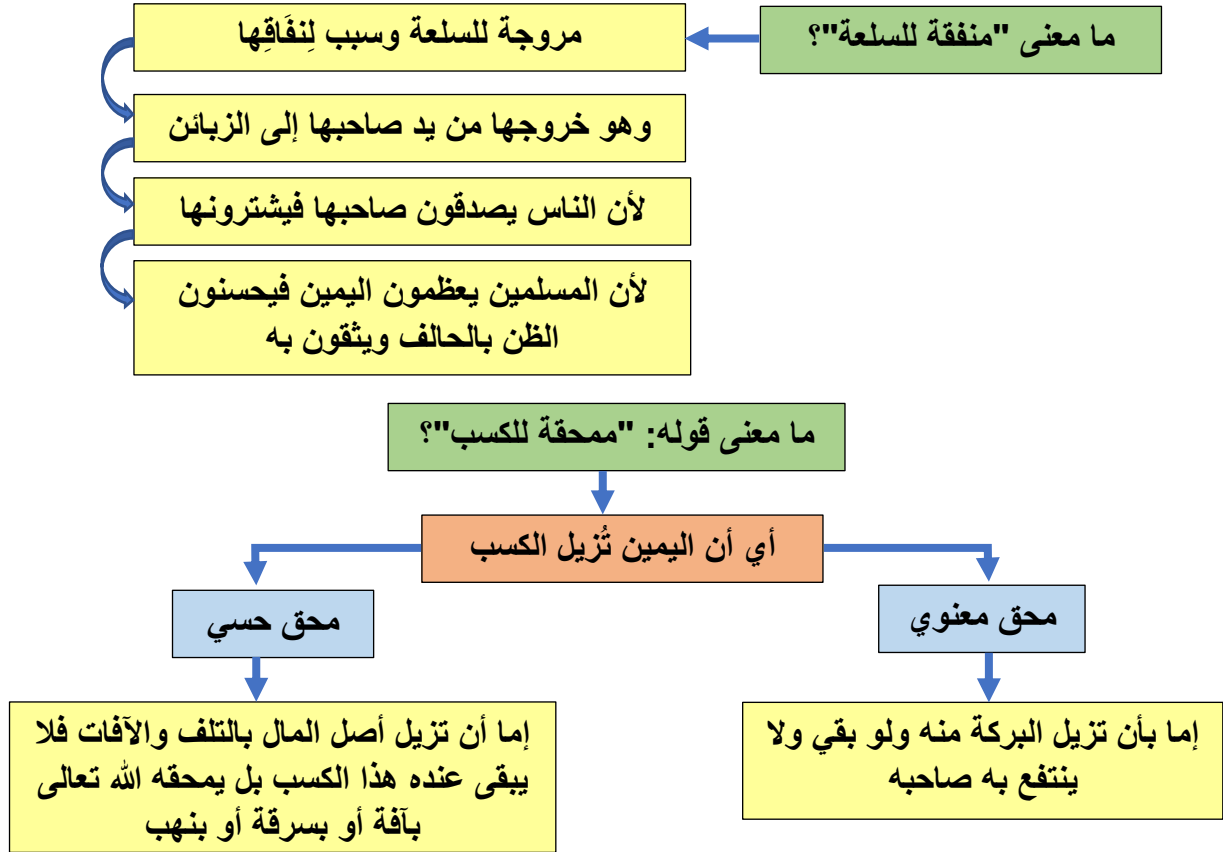 ما معنى "منفقة للسلعة"؟
مروجة للسلعة وسبب لِنفَاقِها
وهو خروجها من يد صاحبها إلى الزبائن
لأن الناس يصدقون صاحبها فيشترونها
لأن المسلمين يعظمون اليمين فيحسنون
الظن بالحالف ويثقون به
ما معنى قوله: "ممحقة للكسب"؟
أي أن اليمين تُزيل الكسب
محق معنوي
إما بأن تزيل البركة منه ولو بقي ولا
ينتفع به صاحبه
محق حسي
إما أن تزيل أصل المال بالتلف والآفات فلا
يبقى عنده هذا الكسب بل يمحقه الله تعالى
بآفة أو بسرقة أو بنهب